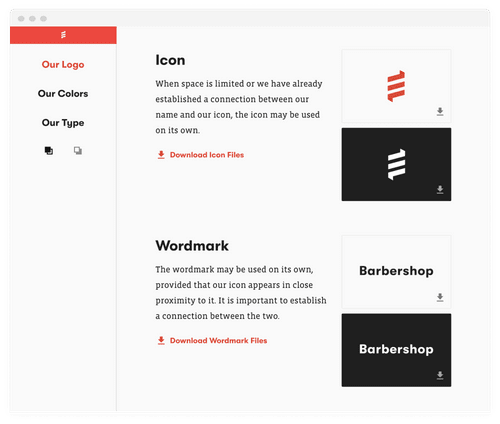 Our Logo
Our Colors
Our Type
Icon
When space is limited or we have already
established a connection between our
name and our icon, the icon may be used
on its own.
Download Icon Files
Wordmark
The wordmark may be used on its own,
provided that our icon appears in close
proximity to it. It is important to establish
a connection between the two.
Download Wordmark Files
Barbershop
Barbershop